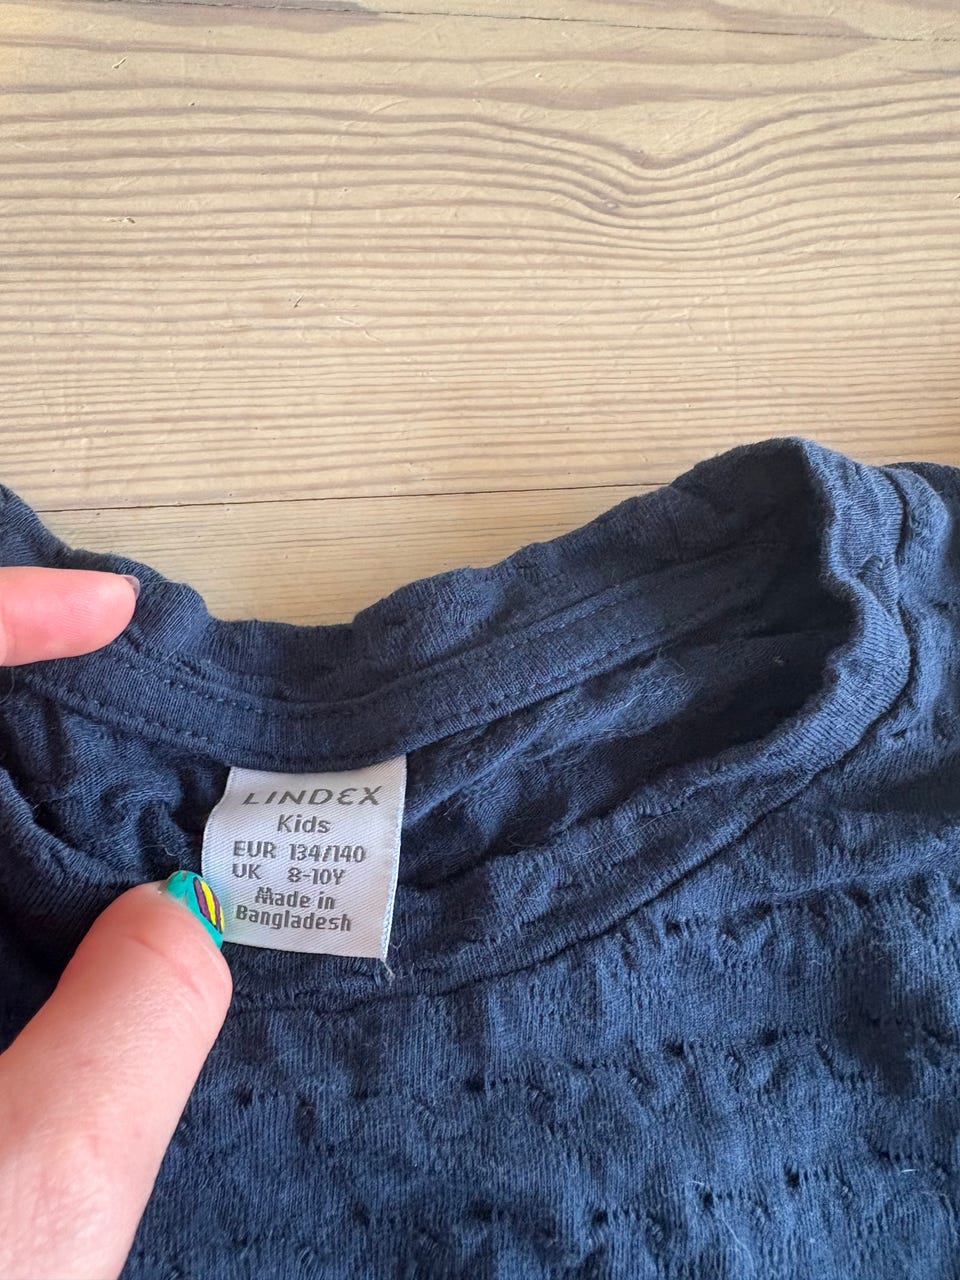 LINDEX
Kids
EUR 134/140
UK 8-10Y
Made in
Bangladesh